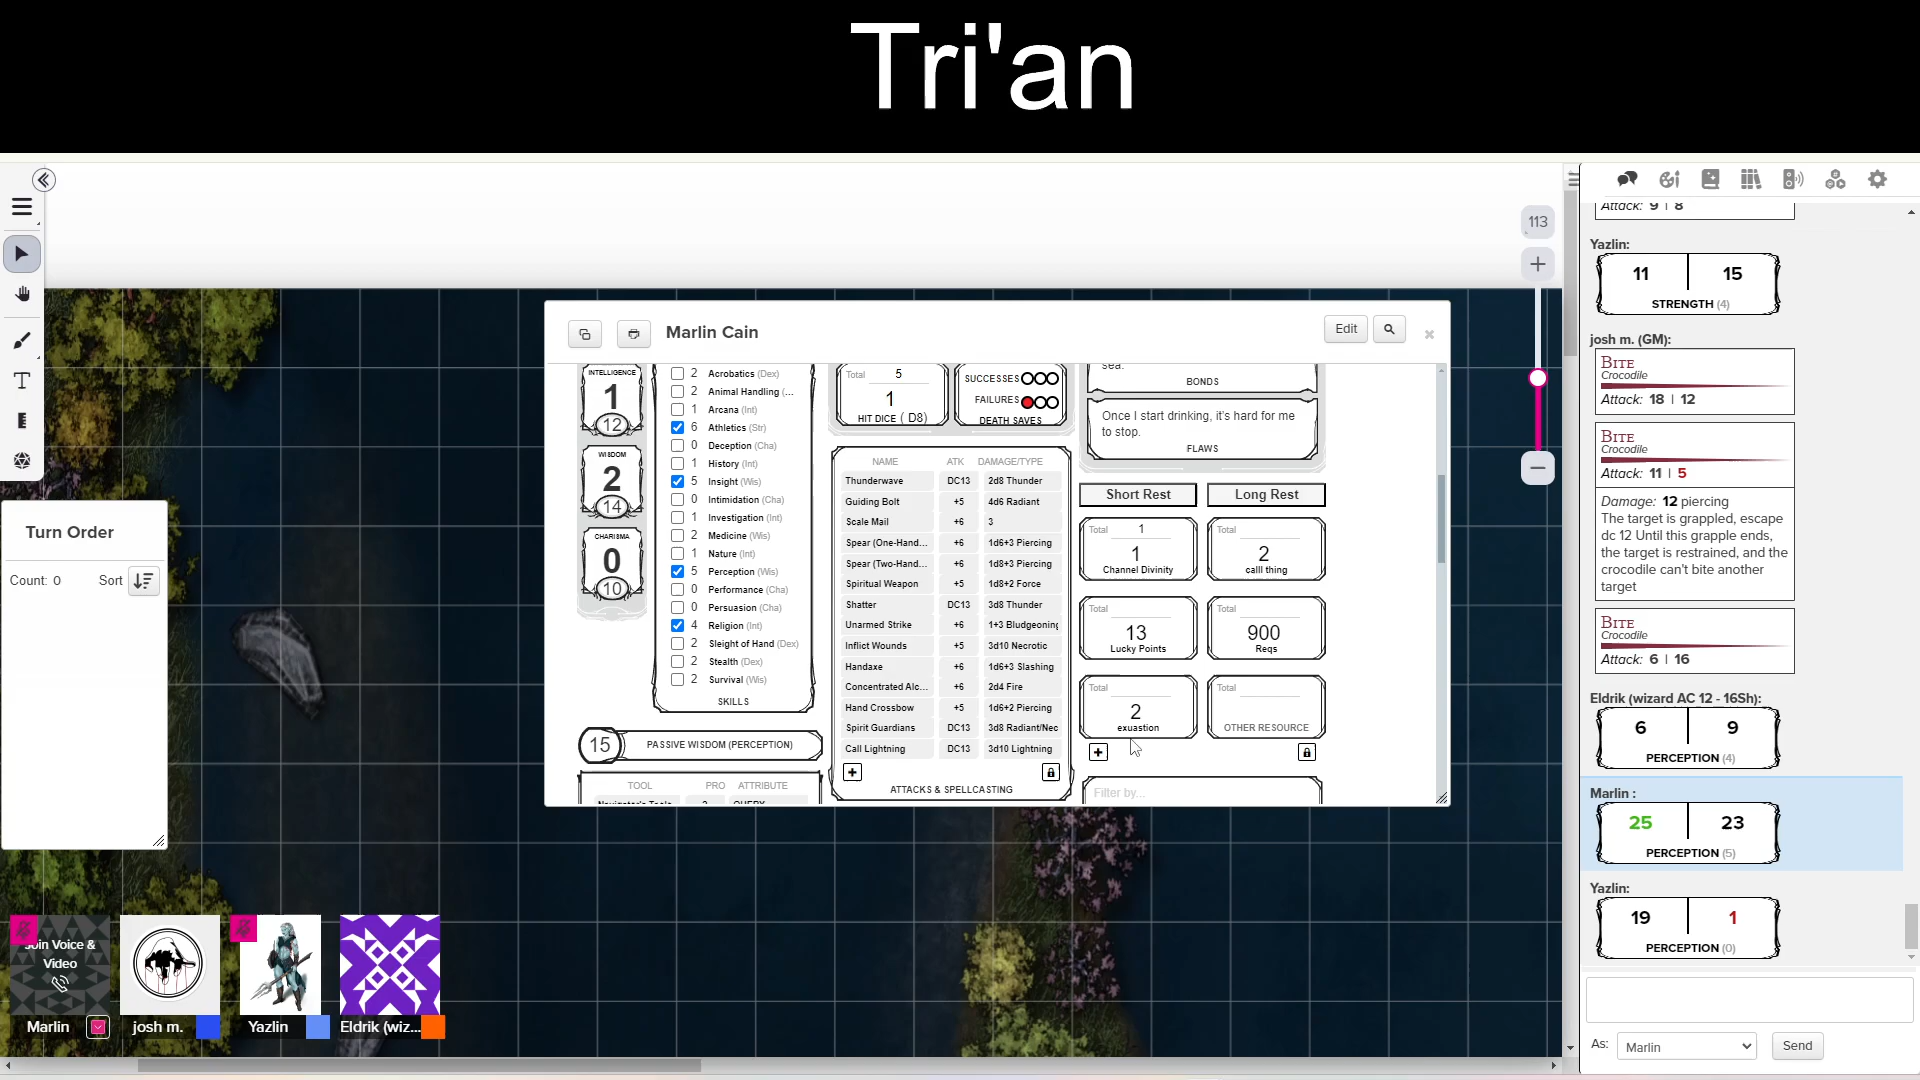 Tri'an
113
Attack: 9 | 8
Yazlin:
11 15
STRENGTH (4)
josh m. (GM):
BITE
Crocodile
Attack: 18 | 12
BITE
Crocodile
Attack: 11 | 5
Damage: 12 piercing
The target is grappled, escape
dc 12 Until this grapple ends,
the target is restrained, and the
crocodile can't bite another
target
BITE
Crocodile
Attack: 6 | 16
Eldrik (wizard AC 12 - 16Sh):
6 9
PERCEPTION (4)
Marlin :
25 23
PERCEPTION (5)
Yazlin:
19 1
PERCEPTION (0)
As: Marlin Send
Turn Order
Count: 0 Sort
Marlin Cain
Edit
INTELLIGENCE
1
12
WISDOM
2
14
CHARISMA
0
10
2 Acrobatics (Dex)
2 Animal Handling (...
1 Arcana (Int)
6 Athletics (Str)
0 Deception (Cha)
1 History (Int)
5 Insight (Wis)
0 Intimidation (Cha)
1 Investigation (Int)
2 Medicine (Wis)
1 Nature (Int)
5 Perception (Wis)
0 Performance (Cha)
0 Persuasion (Cha)
4 Religion (Int)
2 Sleight of Hand (Dex)
2 Stealth (Dex)
2 Survival (Wis)
SKILLS
15 PASSIVE WISDOM (PERCEPTION)
TOOL PRO ATTRIBUTE
Navigator's Tools 3 QUERY
Total 5
1
HIT DICE ( D8)
SUCCESSES
FAILURES
DEATH SAVES
NAME ATK DAMAGE/TYPE
Thunderwave DC13 2d8 Thunder
Guiding Bolt +5 4d6 Radiant
Scale Mail +6 3
Spear (One-Hand... +6 1d6+3 Piercing
Spear (Two-Hand... +6 1d8+3 Piercing
Spiritual Weapon +5 1d8+2 Force
Shatter DC13 3d8 Thunder
Unarmed Strike +6 1+3 Bludgeoning
Inflict Wounds +5 3d10 Necrotic
Handaxe +6 1d6+3 Slashing
Concentrated Alc... +6 2d4 Fire
Hand Crossbow +5 1d6+2 Piercing
Spirit Guardians DC13 3d8 Radiant/Nec
Call Lightning DC13 3d10 Lightning
ATTACKS & SPELLCASTING
sea.
BONDS
Once I start drinking, it's hard for me
to stop.
FLAWS
Short Rest Long Rest
Total 1
1
Channel Divinity
Total
2
calll thing
Total
13
Lucky Points
Total
900
Reqs
Total
2
exuastion
Total
OTHER RESOURCE
Filter by...
Join Voice &
Video
Marlin josh m. Yazlin Eldrik (wiz...